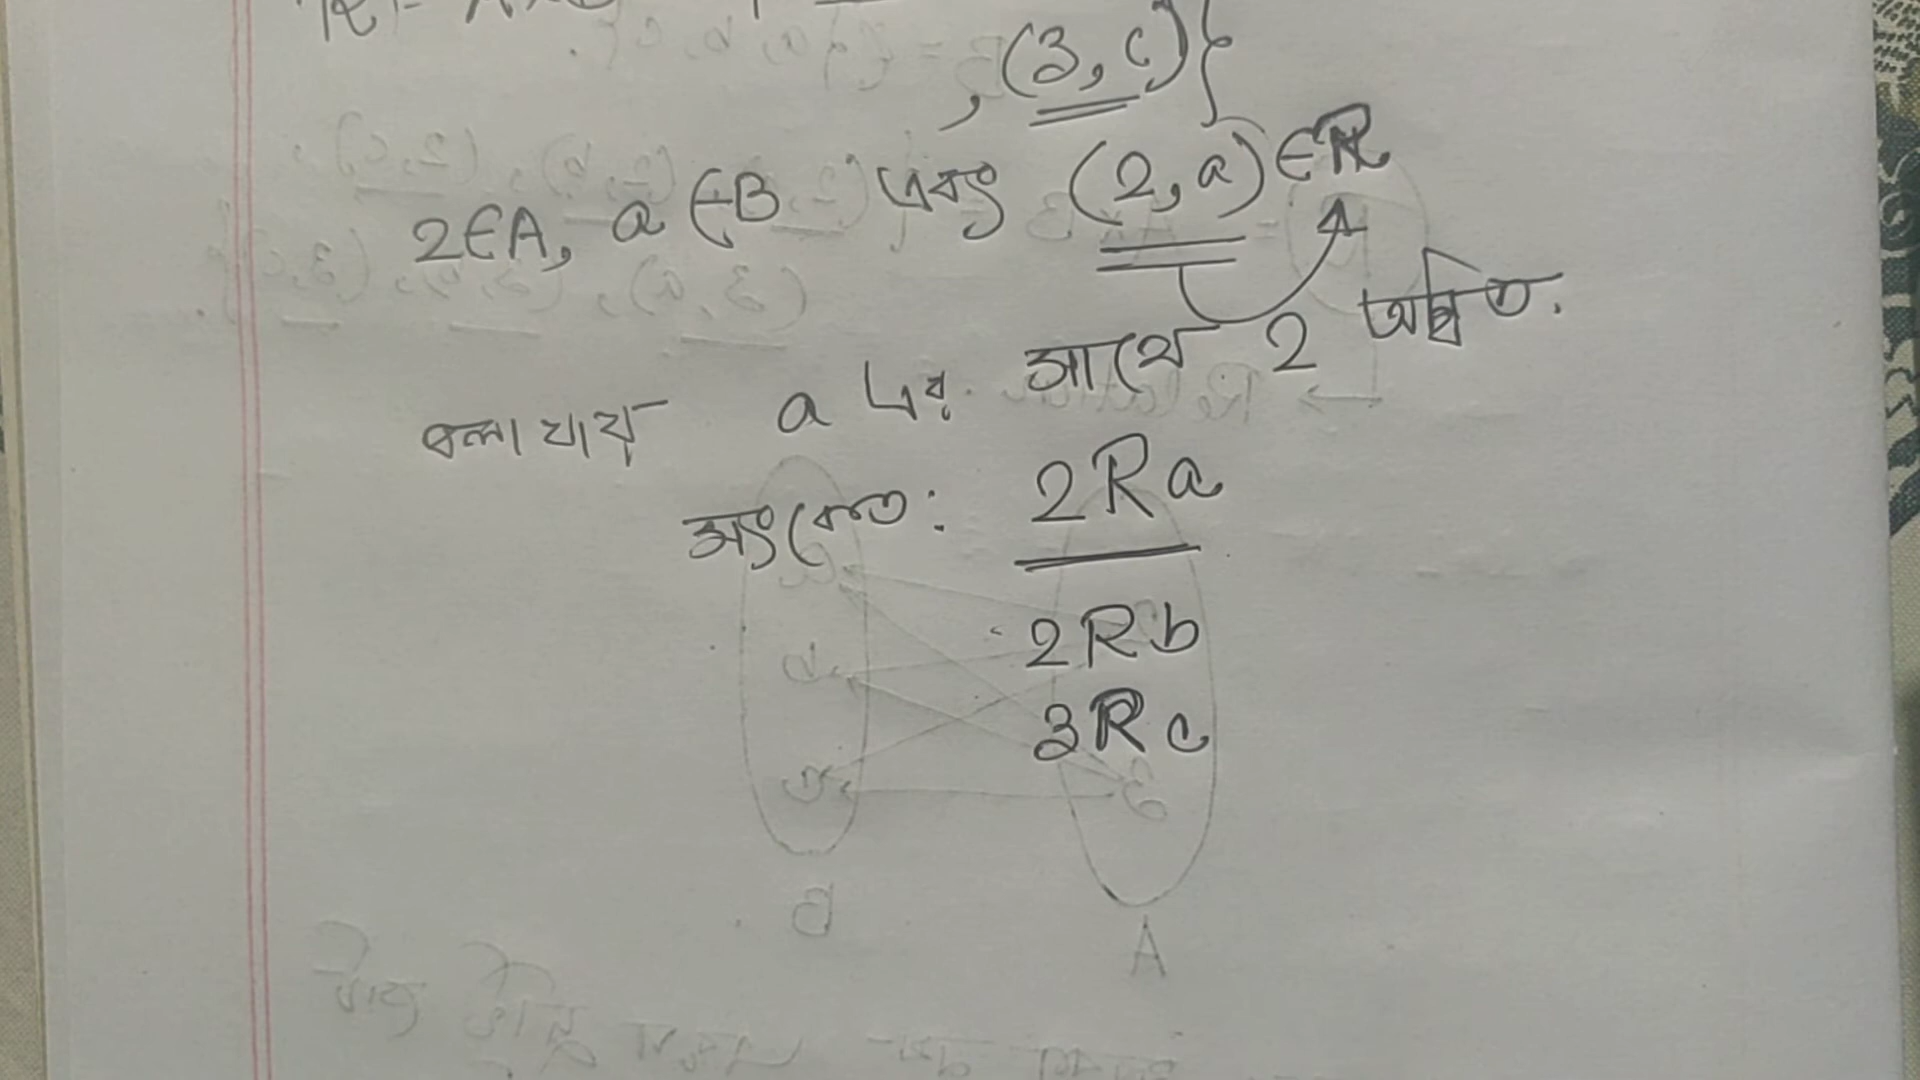 , (3, c)}
2∈A, a∈B এবং (2, a)∈R
বলা যায় a এর সাথে 2 অন্বিত.
সংকেত: 2Ra
2Rb
3Rc